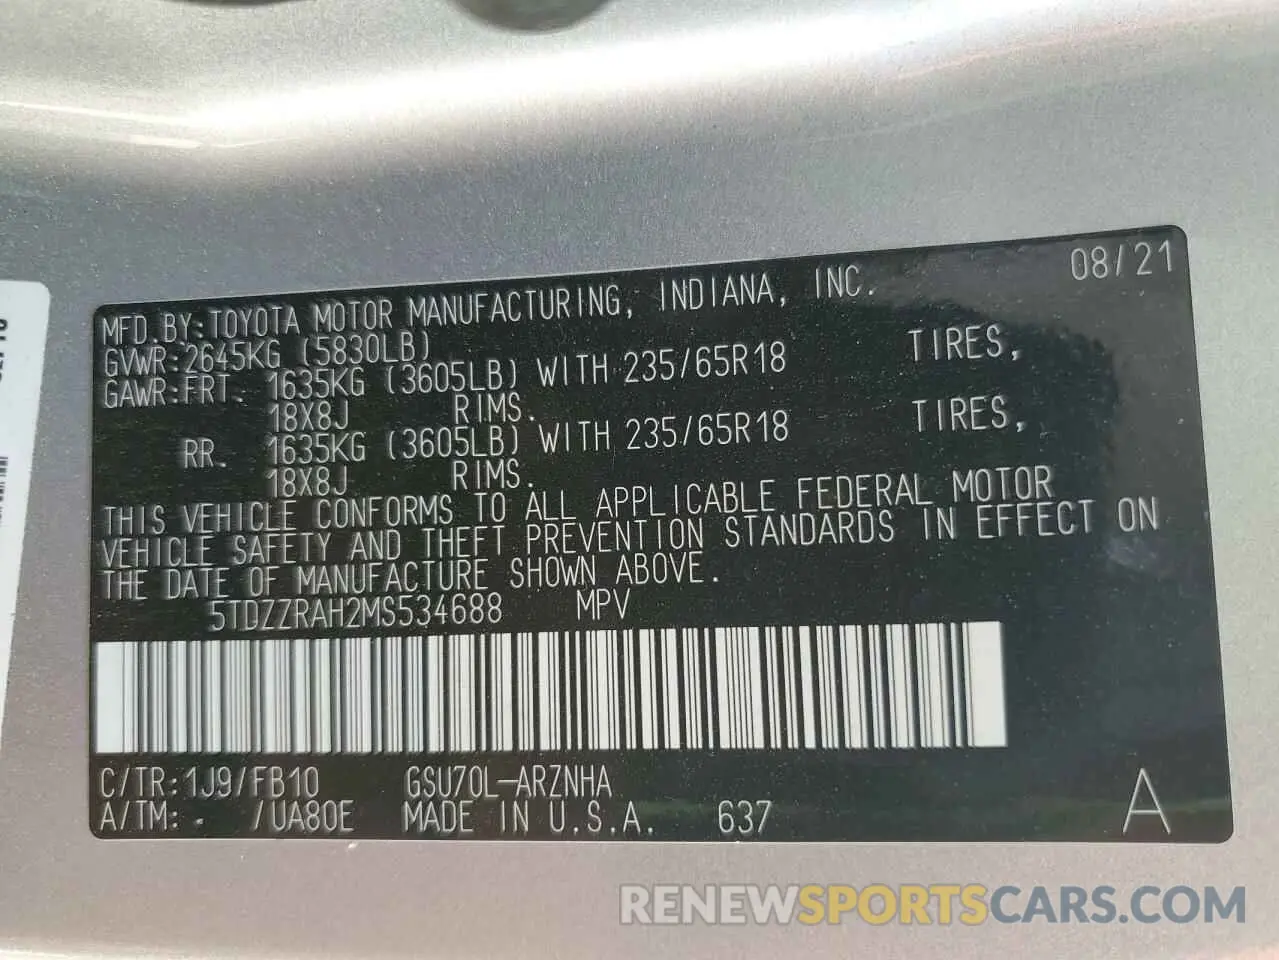 MFD.BY:TOYOTA MOTOR MANUFACTURING, INDIANA, INC. 08/21
GVWR:2645KG (5830LB)
GAWR:FRT. 1635KG (3605LB) WITH 235/65R18 TIRES,
18X8J RIMS.
RR. 1635KG (3605LB) WITH 235/65R18 TIRES,
18X8J RIMS.
THIS VEHICLE CONFORMS TO ALL APPLICABLE FEDERAL MOTOR
VEHICLE SAFETY AND THEFT PREVENTION STANDARDS IN EFFECT ON
THE DATE OF MANUFACTURE SHOWN ABOVE.
5TDZZRAH2MS534688 MPV
C/TR:1J9/FB10 GSU70L-ARZNHA
A/TM: - /UA80E MADE IN U.S.A. 637 A
RENEWSPORTSCARS.COM